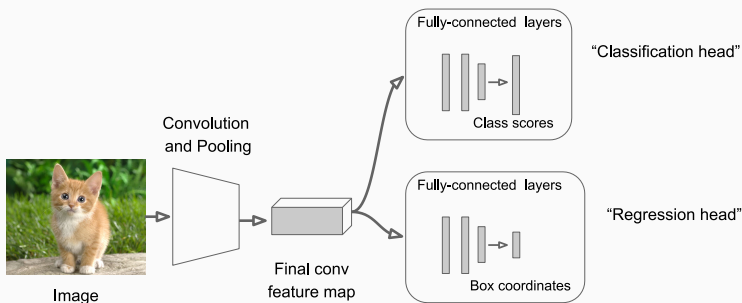 Fully-connected layers
"Classification head"
Class scores
Convolution
and Pooling
Fully-connected layers
"Regression head"
Box coordinates
Final conv
feature map
Image